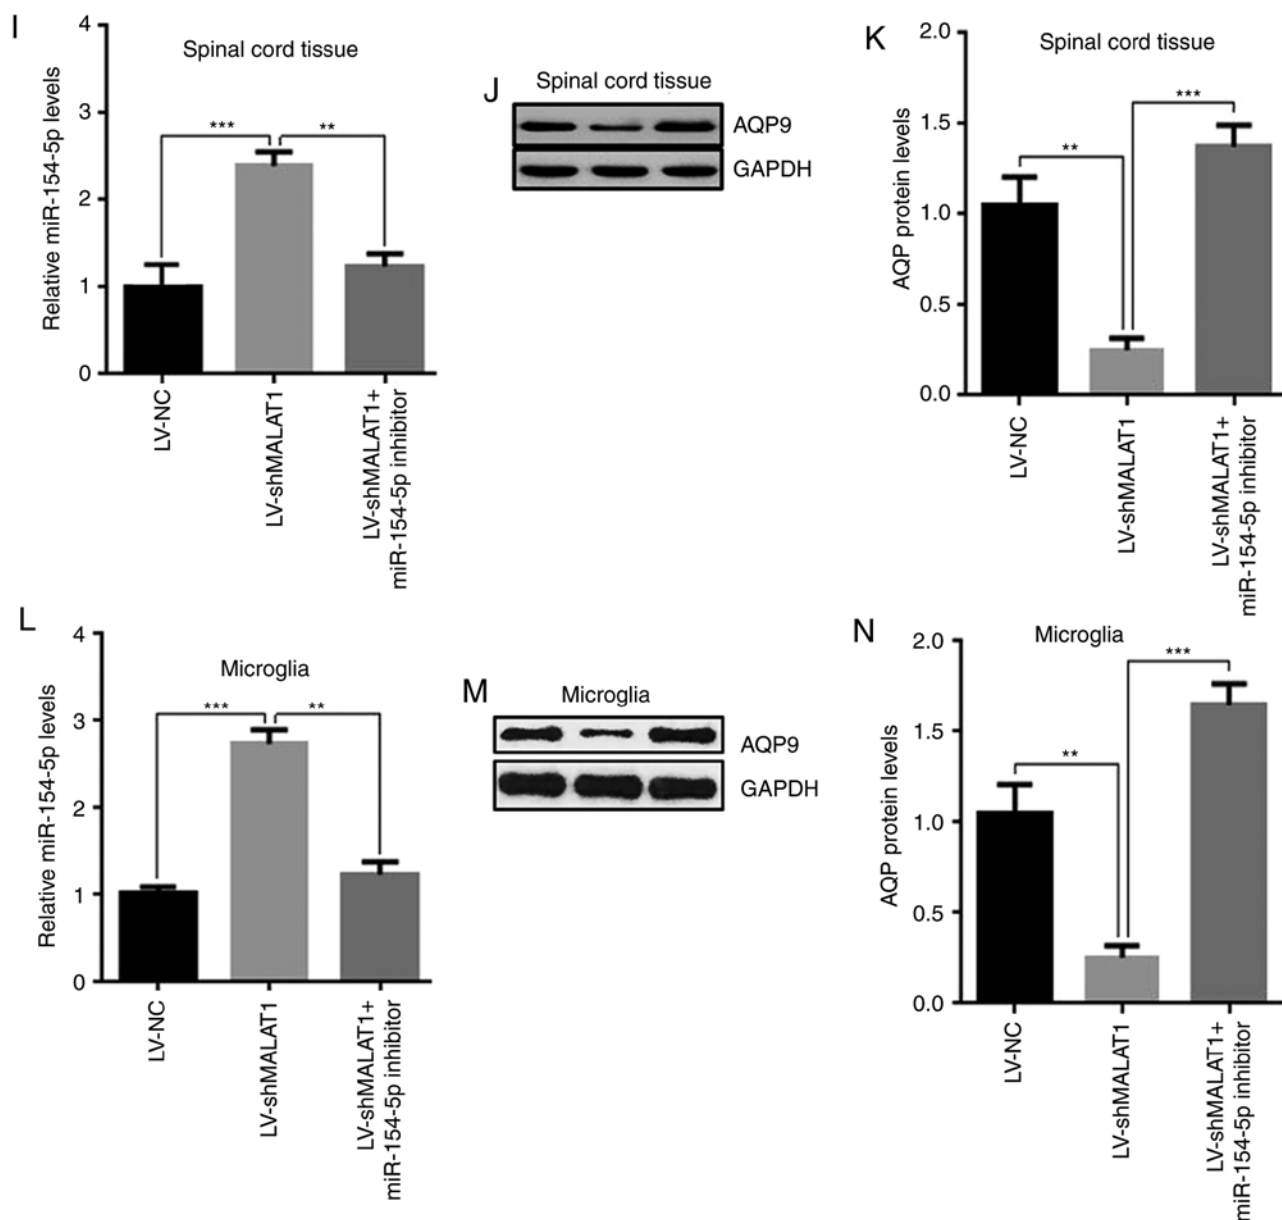 I
Spinal cord tissue
Relative miR-154-5p levels
4
3
2
1
0
***
**
LV-NC
LV-shMALAT1
LV-shMALAT1+
miR-154-5p inhibitor
J
Spinal cord tissue
AQP9
GAPDH
K
Spinal cord tissue
AQP protein levels
2.0
1.5
1.0
0.5
0.0
**
***
LV-NC
LV-shMALAT1
LV-shMALAT1+
miR-154-5p inhibitor
L
Microglia
Relative miR-154-5p levels
4
3
2
1
0
***
**
LV-NC
LV-shMALAT1
LV-shMALAT1+
miR-154-5p inhibitor
M
Microglia
AQP9
GAPDH
N
Microglia
AQP protein levels
2.0
1.5
1.0
0.5
0.0
**
***
LV-NC
LV-shMALAT1
LV-shMALAT1+
miR-154-5p inhibitor